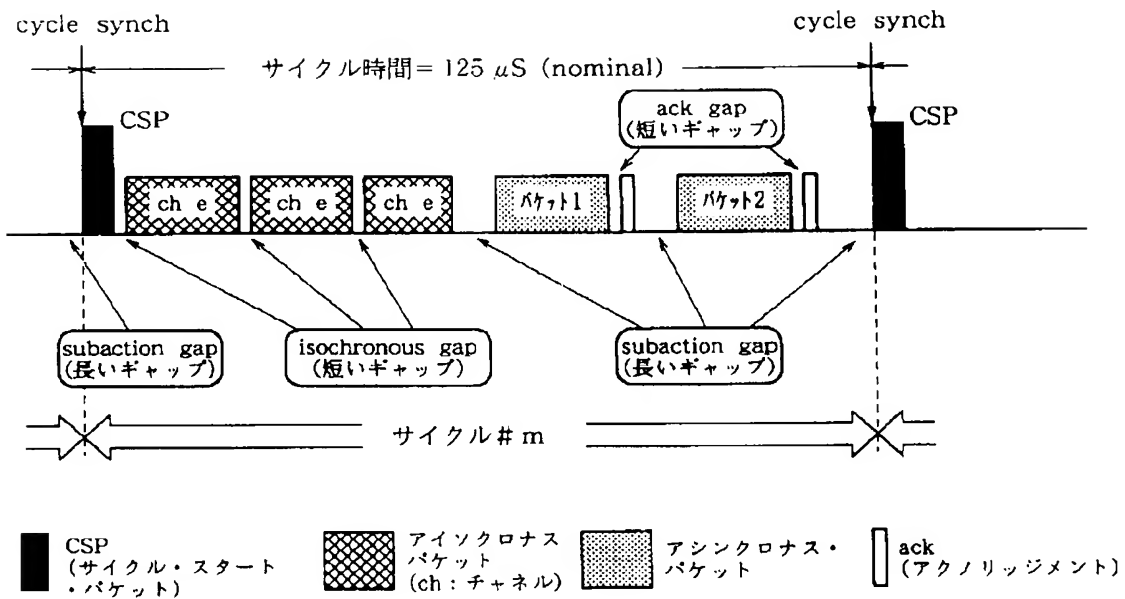 cycle synch
cycle synch
サイクル時間= 125 μS (nominal)
CSP
ack gap
(短いギャップ)
CSP
ch e
ch e
ch e
パケット1
パケット2
subaction gap
(長いギャップ)
isochronous gap
(短いギャップ)
subaction gap
(長いギャップ)
サイクル# m
CSP
(サイクル・スタート
・パケット)
アイソクロナス
パケット
(ch:チャネル)
アシンクロナス・
パケット
ack
(アクノリッジメント)